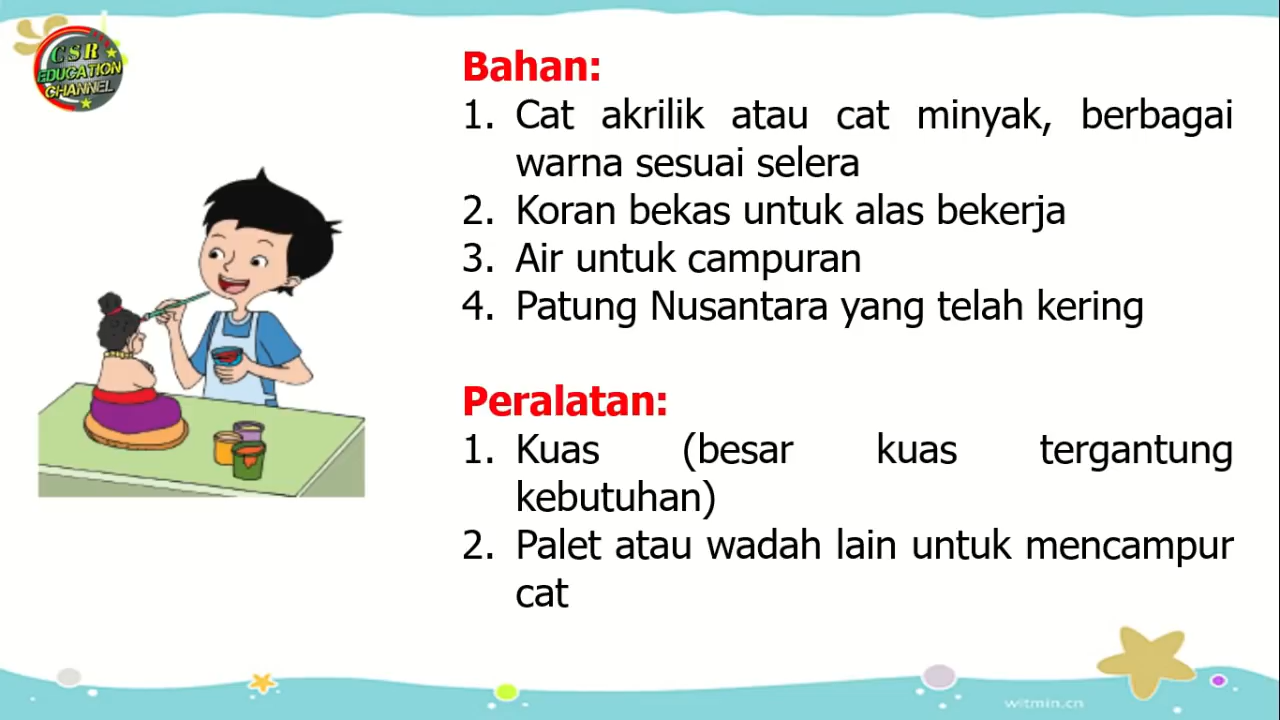 CSR
EDUCATION
CHANNEL
Bahan:
1. Cat akrilik atau cat minyak, berbagai
warna sesuai selera
2. Koran bekas untuk alas bekerja
3. Air untuk campuran
4. Patung Nusantara yang telah kering
Peralatan:
1. Kuas (besar kuas tergantung
kebutuhan)
2. Palet atau wadah lain untuk mencampur
cat
witmin.cn